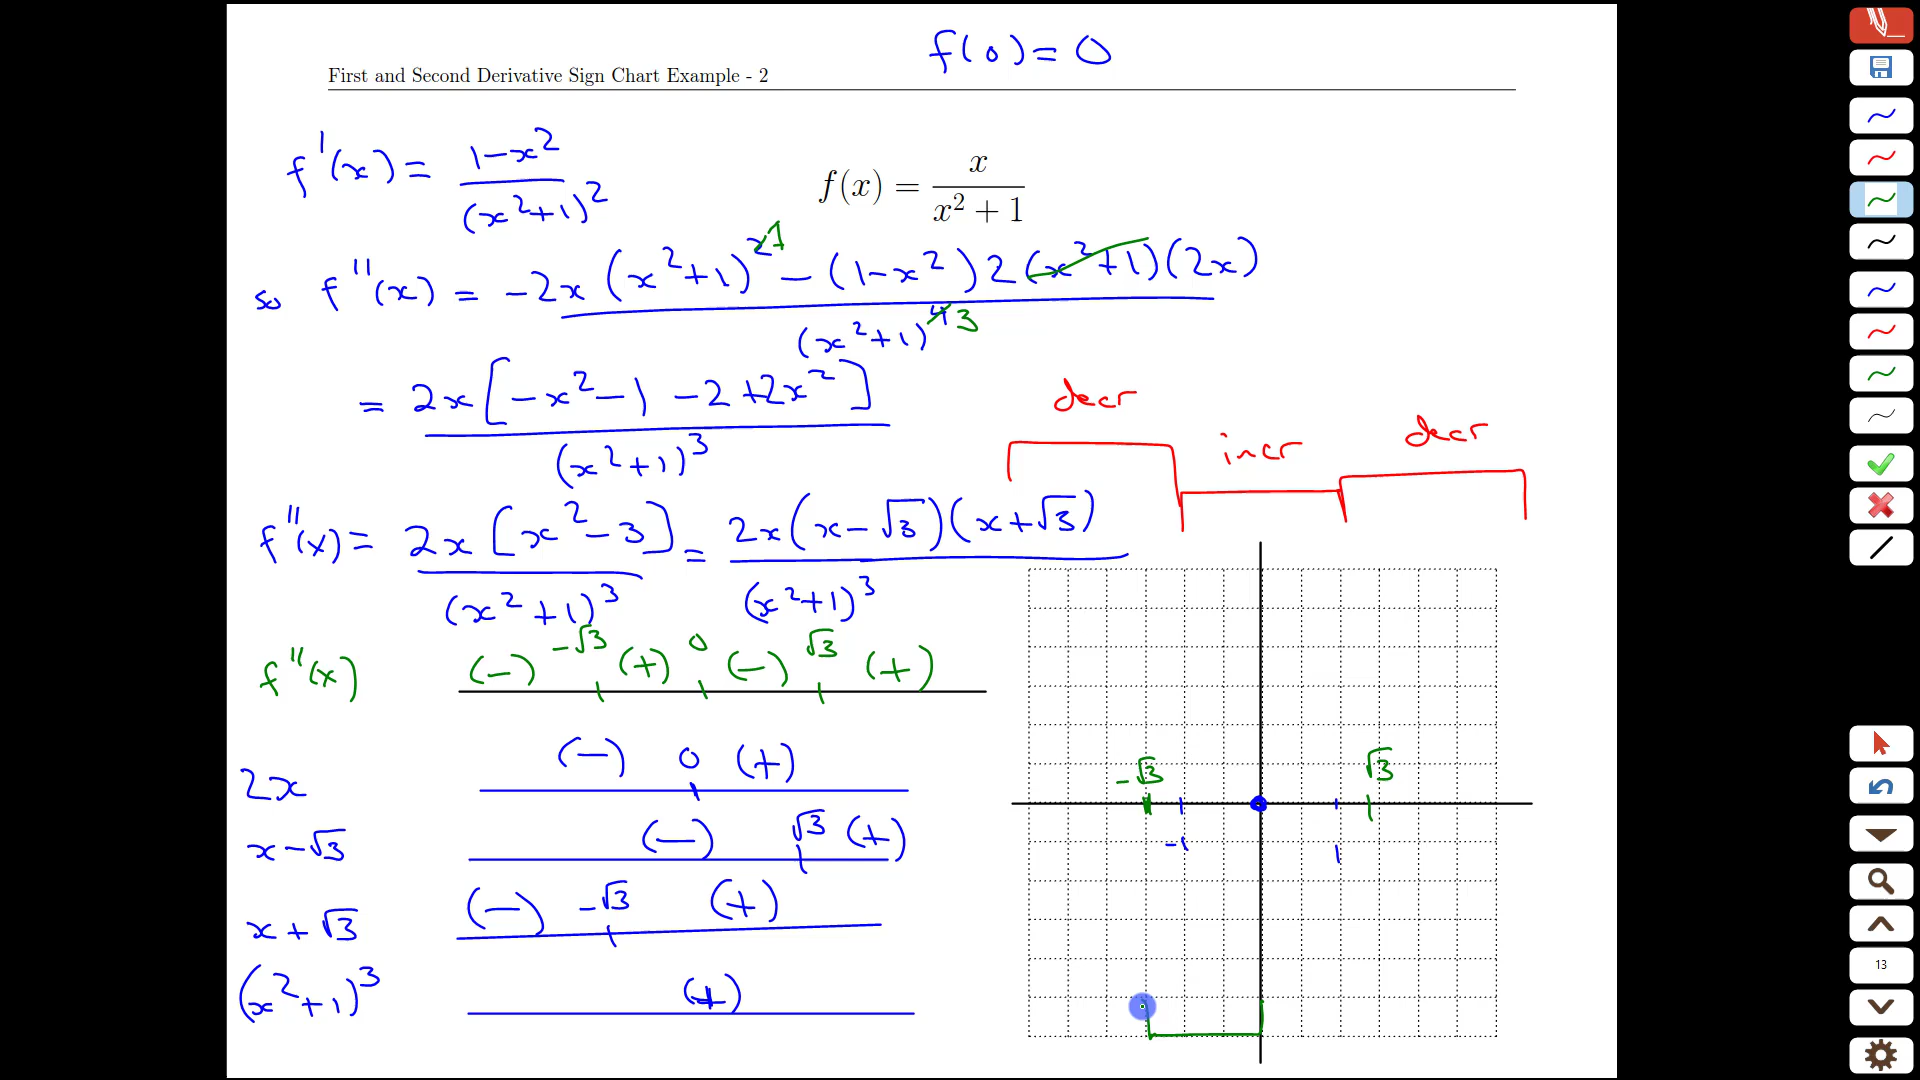 f(0) = 0
First and Second Derivative Sign Chart Example - 2
f'(x) = (1-x²)/(x²+1)²
f(x) = x/(x² + 1)
so f''(x) = (-2x(x²+1)²1 - (1-x²)2(x²+1)(2x))/(x²+1)⁴3
= 2x[-x²-1-2+2x²]/(x²+1)³
decr
incr
decr
f''(x) = 2x[x²-3]/(x²+1)³ = 2x(x-√3)(x+√3)/(x²+1)³
f''(x) (-) -√3 (+) 0 (-) √3 (+)
2x (-) 0 (+)
x-√3 (-) √3 (+)
x+√3 (-) -√3 (+)
(x²+1)³ (+)
-√3 √3
-1 1
13